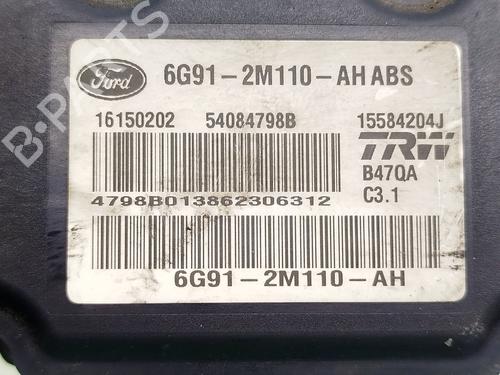 Ford 6G91-2M110-AH ABS
16150202 54084798B 15584204J
TRW
B47QA
C3.1
4798B013862306312
6G91-2M110-AH
B-PARTS